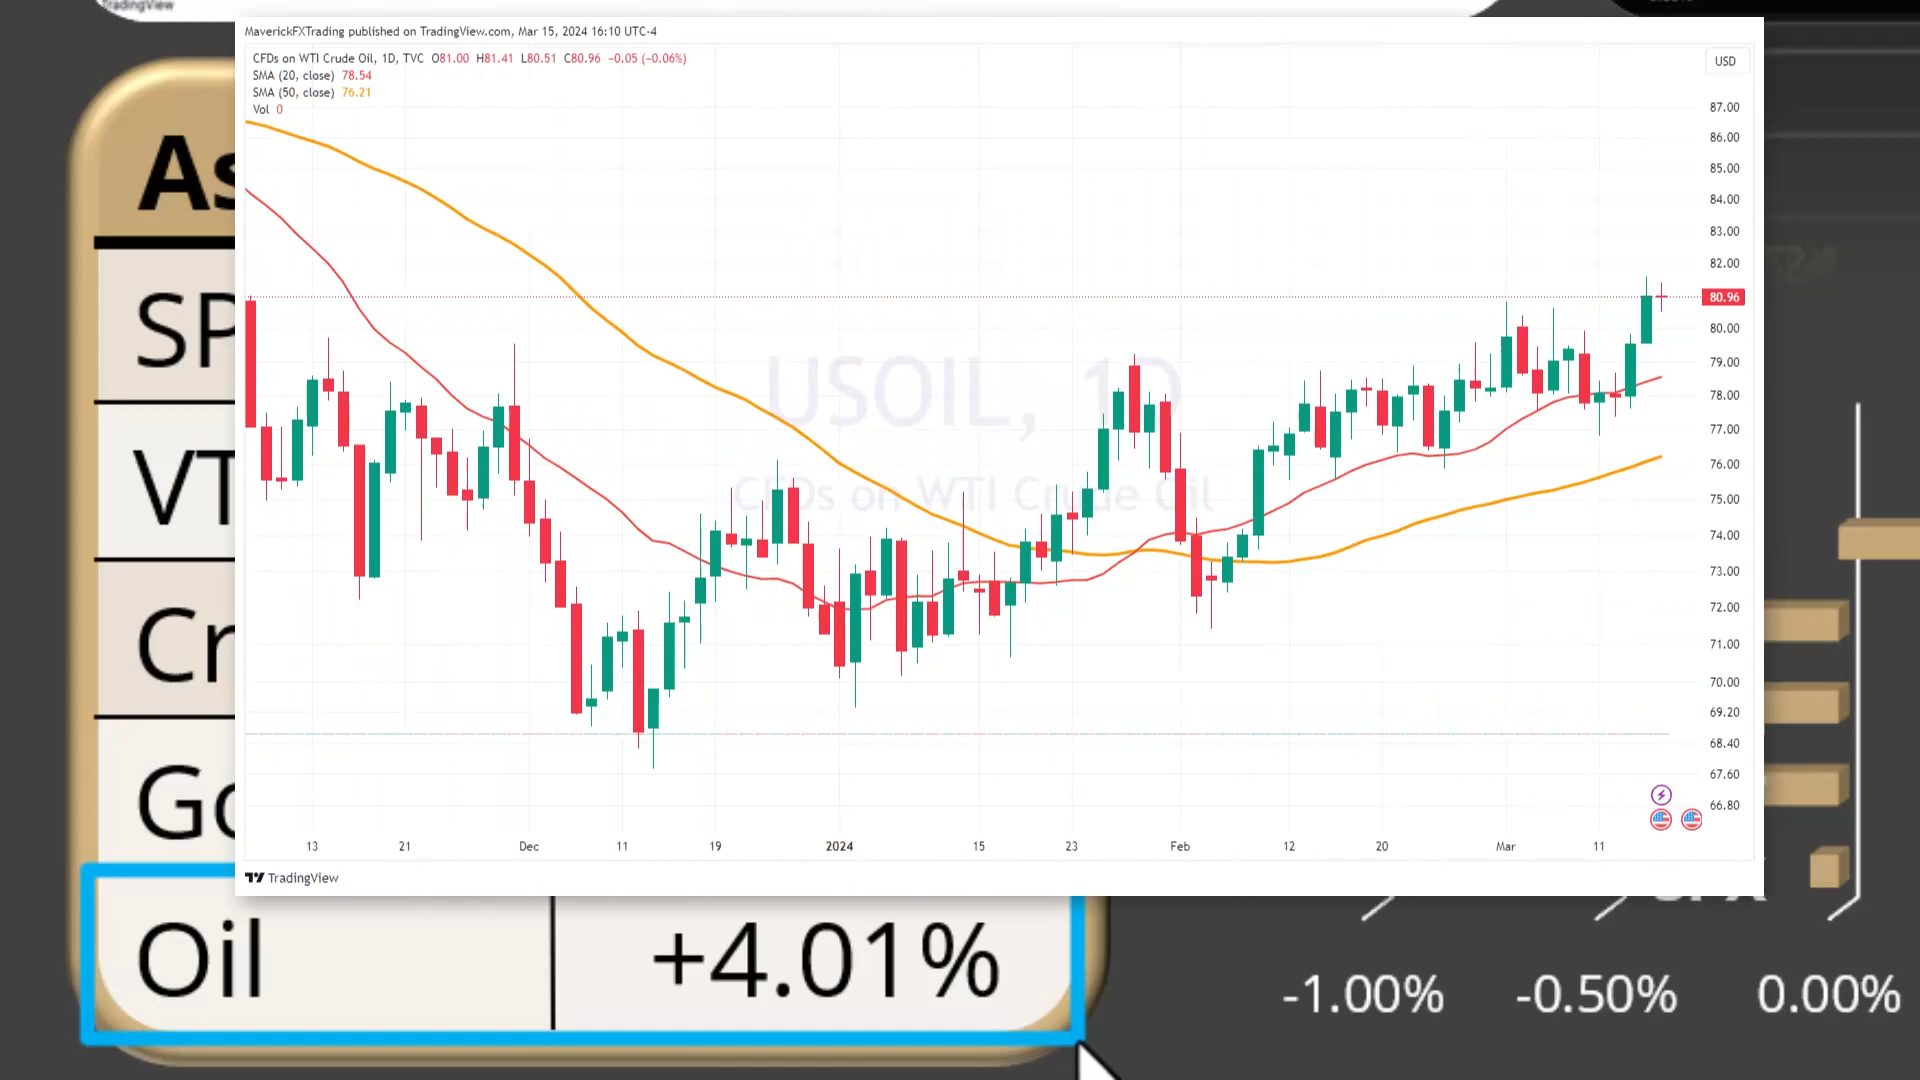 TradingView
MaverickFXTrading published on TradingView.com, Mar 15, 2024 16:10 UTC-4
CFDs on WTI Crude Oil, 1D, TVC O81.00 H81.41 L80.51 C80.96 −0.05 (−0.06%)
SMA (20, close) 78.54
SMA (50, close) 76.21
Vol 0
USD
87.00
86.00
85.00
84.00
83.00
82.00
80.96
80.00
79.00
78.00
77.00
76.00
75.00
74.00
73.00
72.00
71.00
70.00
69.20
68.40
67.60
66.80
USOIL, 1D
CFDs on WTI Crude Oil
13 21 Dec 11 19 2024 15 23 Feb 12 20 Mar 11
TradingView
As
SP
VT
Cr
Go
Oil +4.01%
-1.00% -0.50% 0.00%